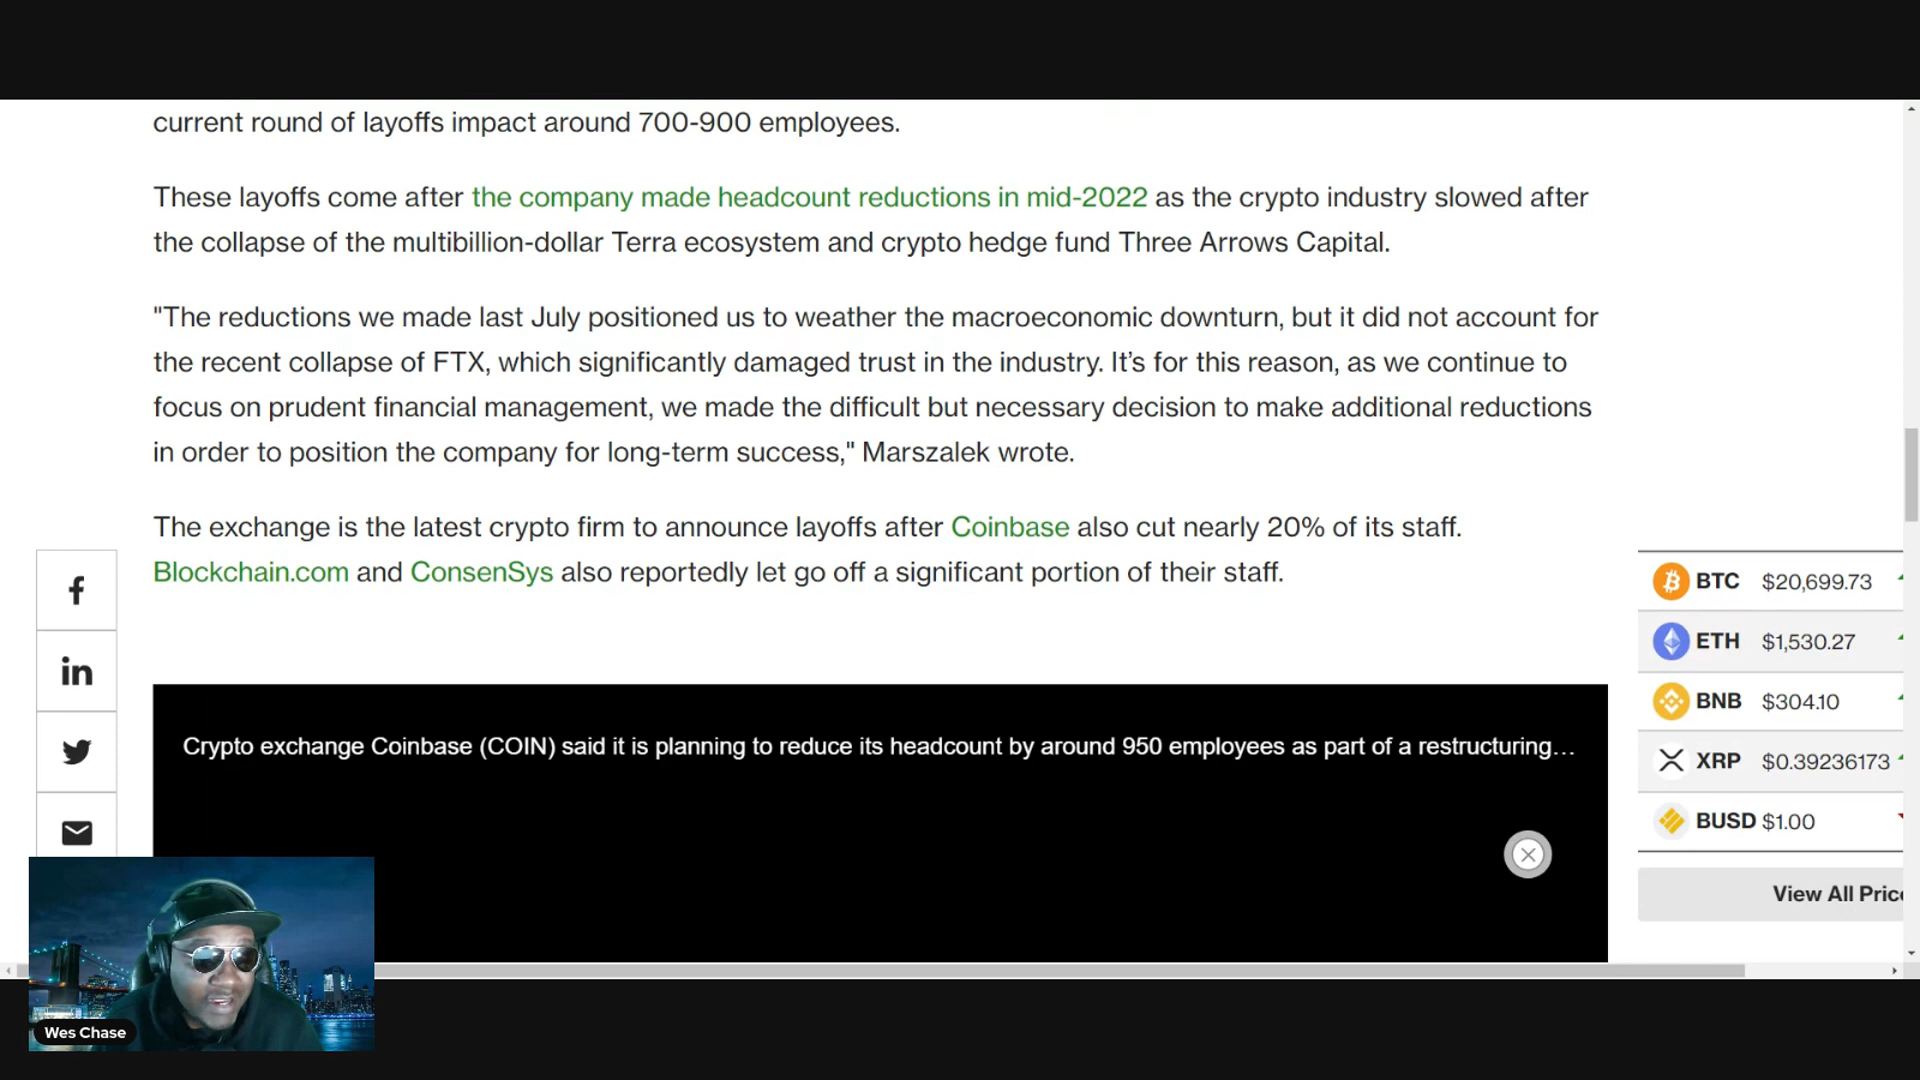 current round of layoffs impact around 700-900 employees.
These layoffs come after the company made headcount reductions in mid-2022 as the crypto industry slowed after
the collapse of the multibillion-dollar Terra ecosystem and crypto hedge fund Three Arrows Capital.
"The reductions we made last July positioned us to weather the macroeconomic downturn, but it did not account for
the recent collapse of FTX, which significantly damaged trust in the industry. It’s for this reason, as we continue to
focus on prudent financial management, we made the difficult but necessary decision to make additional reductions
in order to position the company for long-term success," Marszalek wrote.
The exchange is the latest crypto firm to announce layoffs after Coinbase also cut nearly 20% of its staff.
Blockchain.com and ConsenSys also reportedly let go off a significant portion of their staff.
Crypto exchange Coinbase (COIN) said it is planning to reduce its headcount by around 950 employees as part of a restructuring...
BTC $20,699.73
ETH $1,530.27
BNB $304.10
XRP $0.39236173
BUSD $1.00
View All Pric
Wes Chase